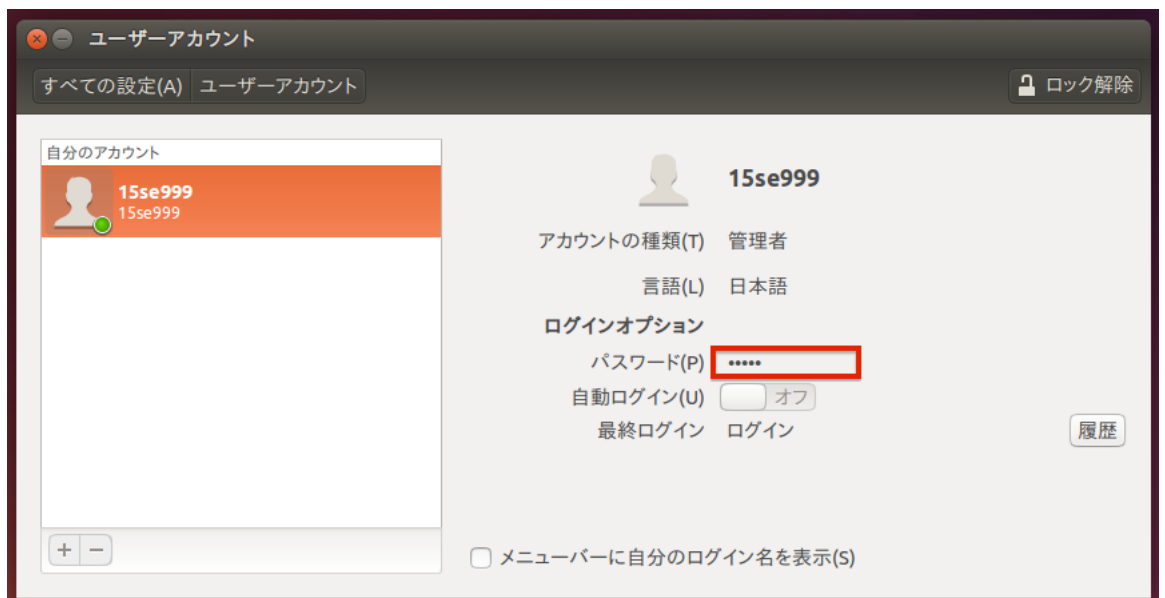 ユーザーアカウント
すべての設定(A) ユーザーアカウント ロック解除
自分のアカウント
15se999
15se999
15se999
アカウントの種類(T) 管理者
言語(L) 日本語
ログインオプション
パスワード(P) •••••
自動ログイン(U) オフ
最終ログイン ログイン 履歴
メニューバーに自分のログイン名を表示(S)